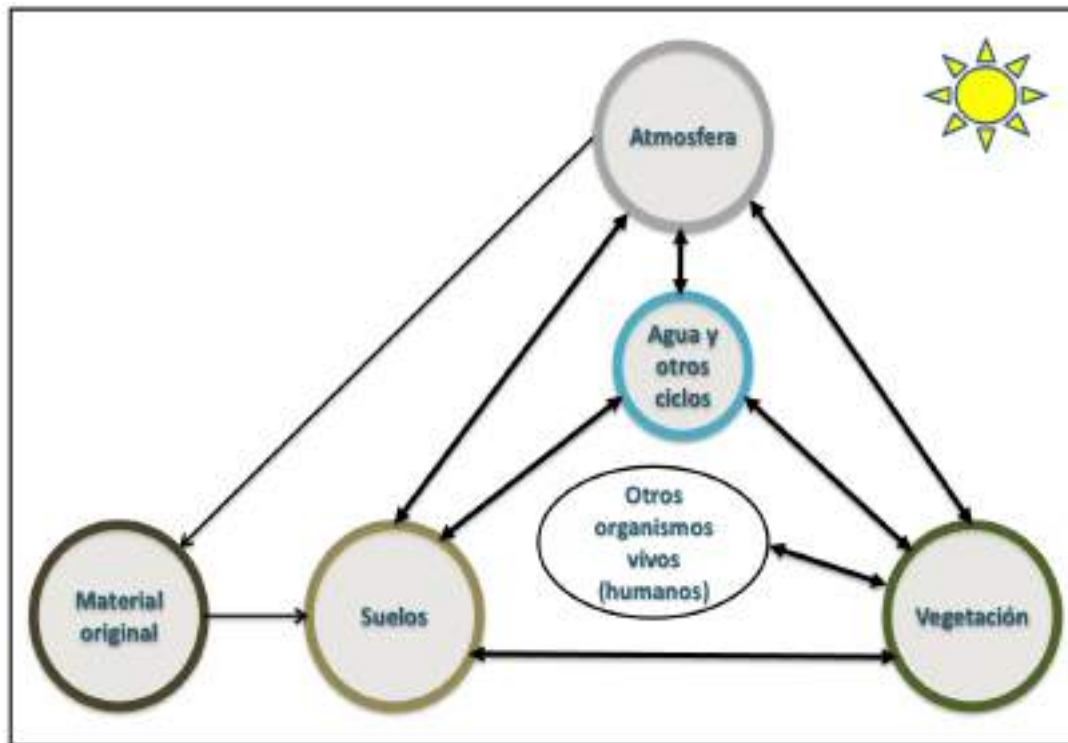 Atmosfera
Agua y
otros
ciclos
Otros
organismos
vivos
(humanos)
Material
original
Suelos
Vegetación